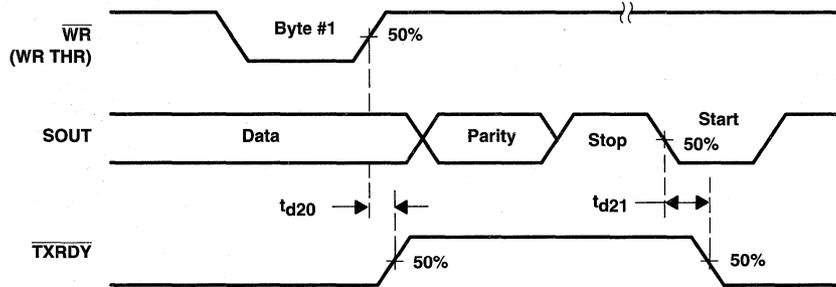 WR
(WR THR)
Byte #1
50%
SOUT
Data
Parity
Stop
Start
50%
td20
td21
TXRDY
50%
50%